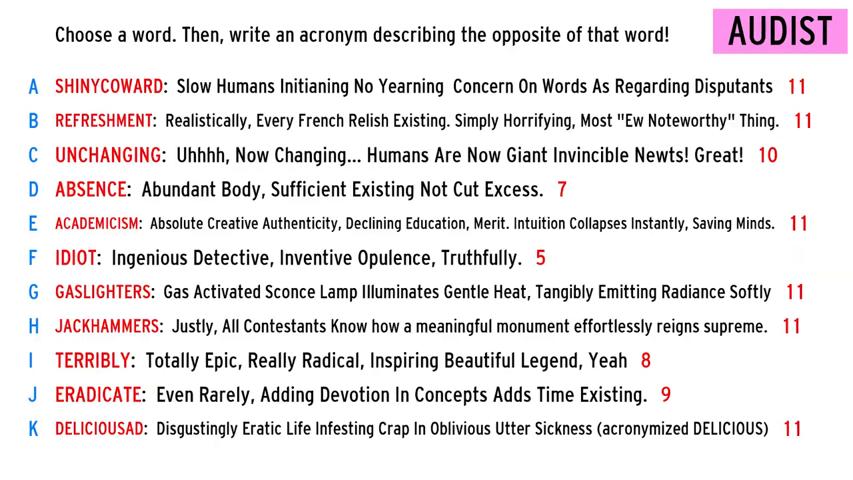 Choose a word. Then, write an acronym describing the opposite of that word!
AUDIST
A SHINYCOWARD: Slow Humans Initianing No Yearning Concern On Words As Regarding Disputants 11
B REFRESHMENT: Realistically, Every French Relish Existing. Simply Horrifying, Most "Ew Noteworthy" Thing. 11
C UNCHANGING: Uhhhh, Now Changing... Humans Are Now Giant Invincible Newts! Great! 10
D ABSENCE: Abundant Body, Sufficient Existing Not Cut Excess. 7
E ACADEMICISM: Absolute Creative Authenticity, Declining Education, Merit. Intuition Collapses Instantly, Saving Minds. 11
F IDIOT: Ingenious Detective, Inventive Opulence, Truthfully. 5
G GASLIGHTERS: Gas Activated Sconce Lamp Illuminates Gentle Heat, Tangibly Emitting Radiance Softly 11
H JACKHAMMERS: Justly, All Contestants Know how a meaningful monument effortlessly reigns supreme. 11
I TERRIBLY: Totally Epic, Really Radical, Inspiring Beautiful Legend, Yeah 8
J ERADICATE: Even Rarely, Adding Devotion In Concepts Adds Time Existing. 9
K DELICIOUSAD: Disgustingly Eratic Life Infesting Crap In Oblivious Utter Sickness (acronymized DELICIOUS) 11